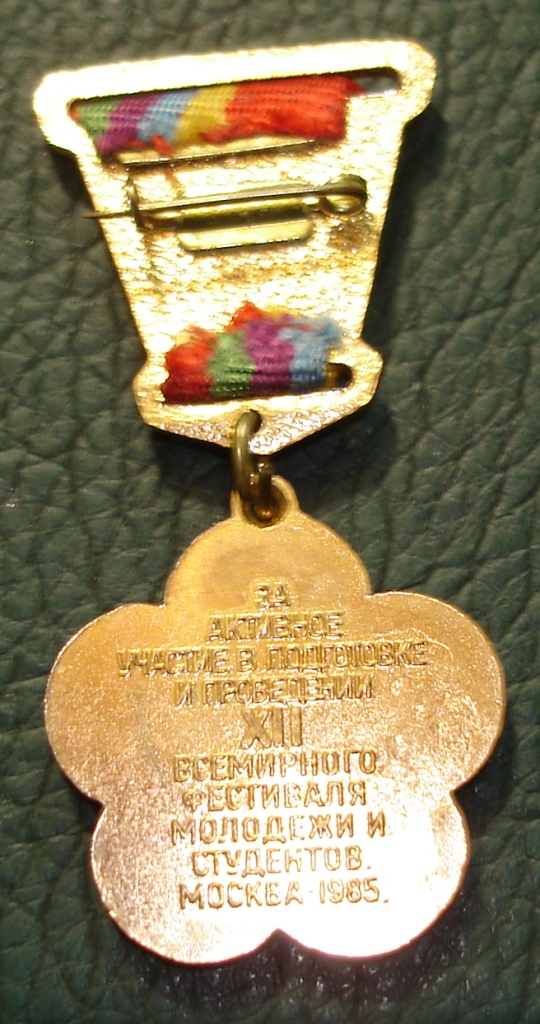 ЗА
АКТИВНОЕ
УЧАСТИЕ В ПОДГОТОВКЕ
И ПРОВЕДЕНИИ
XII
ВСЕМИРНОГО
ФЕСТИВАЛЯ
МОЛОДЕЖИ И
СТУДЕНТОВ.
МОСКВА·1985.